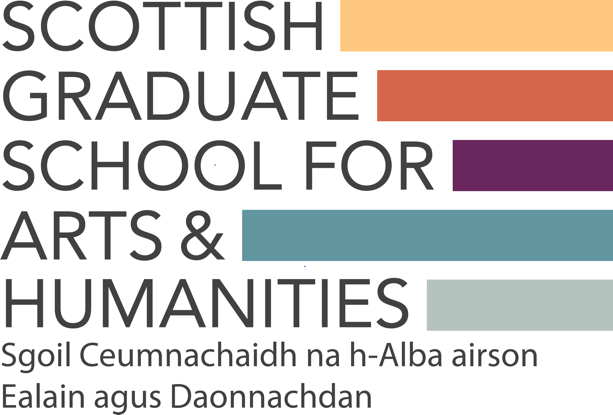 SCOTTISH
GRADUATE
SCHOOL FOR
ARTS &
HUMANITIES
Sgoil Ceumnachaidh na h-Alba airson
Ealain agus Daonnachdan